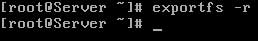 [root@Server ~]# exportfs -r
[root@Server ~]# _